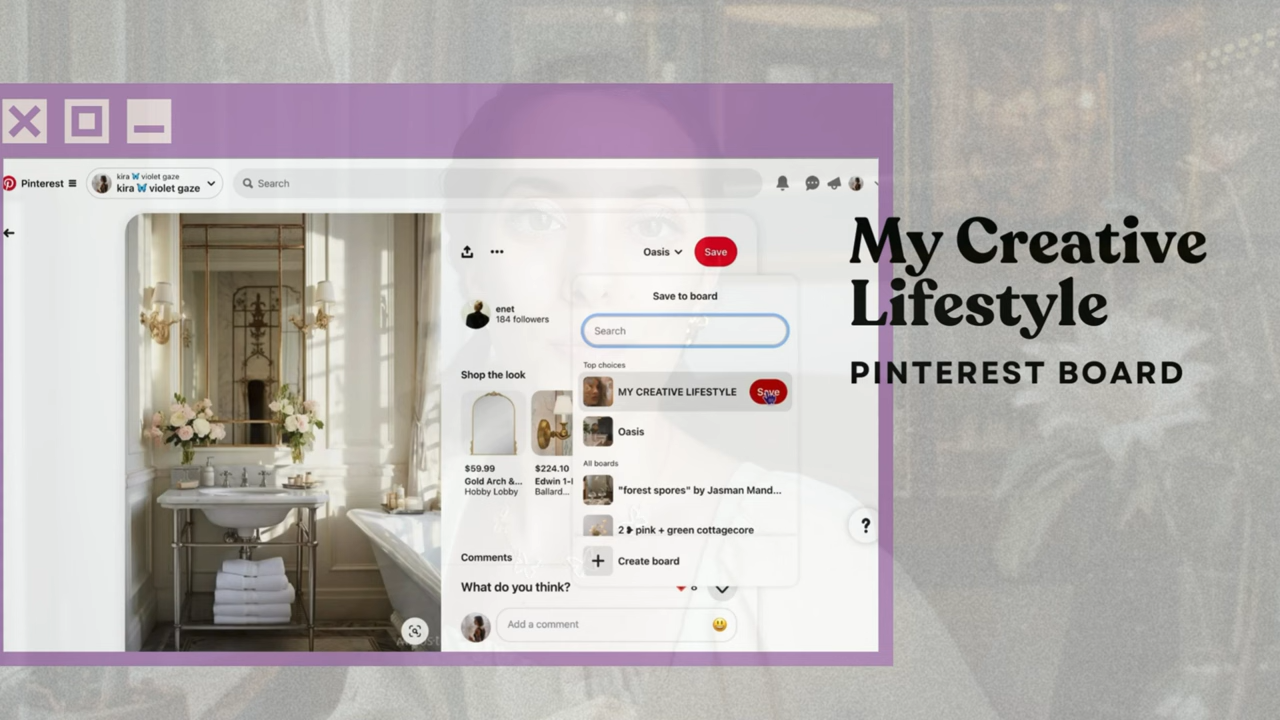 Pinterest
kira 🦋 violet gaze
kira 🦋 violet gaze
Search
Oasis
Save
Save to board
enet
184 followers
Search
Top choices
Shop the look
MY CREATIVE LIFESTYLE
Save
Oasis
All boards
$59.99
$224.10
Gold Arch &...
Edwin 1-
Hobby Lobby
Ballard...
"forest spores" by Jasman Mand...
2 ❥ pink + green cottagecore
Create board
Comments
What do you think?
8
Add a comment
?
My Creative
Lifestyle
PINTEREST BOARD